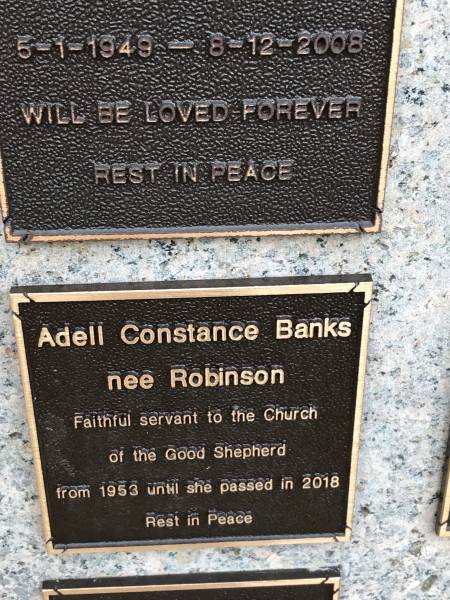 5-1-1949 — 8-12-2008
WILL BE LOVED FOREVER
REST IN PEACE
Adell Constance Banks
nee Robinson
Faithful servant to the Church
of the Good Shepherd
from 1953 until she passed in 2018
Rest in Peace